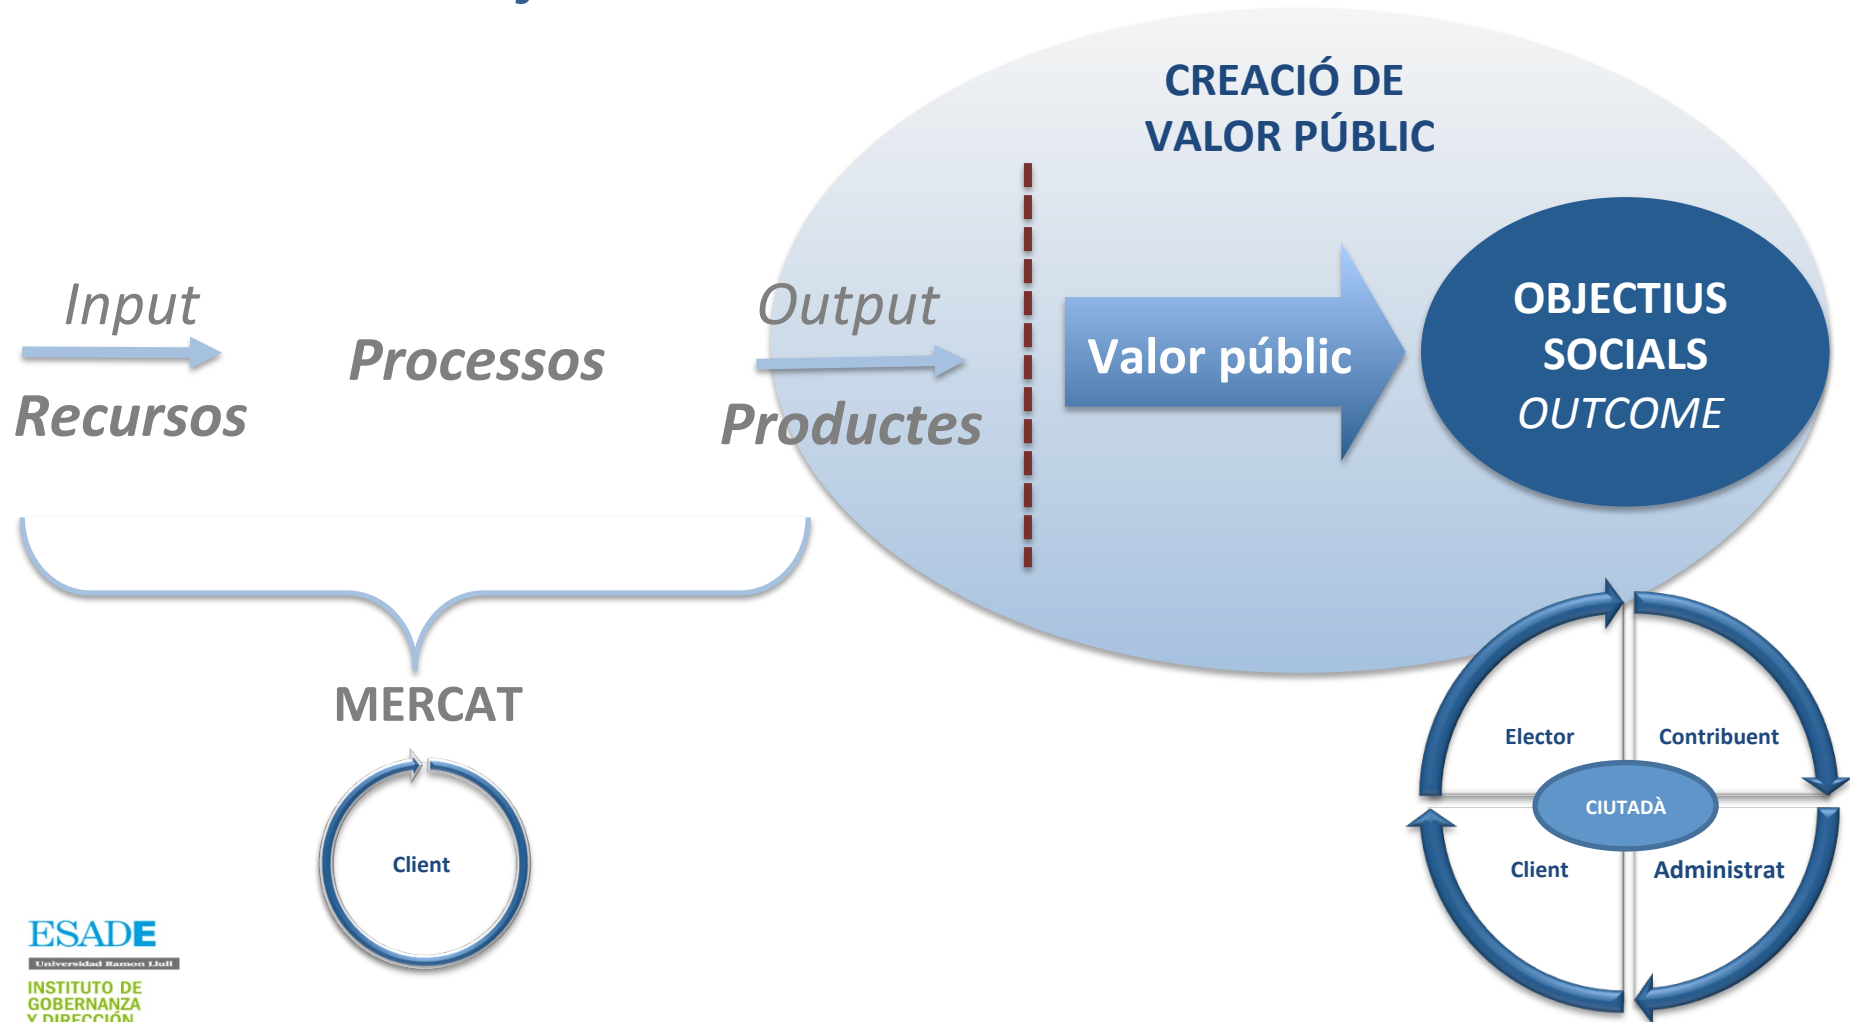 CREACIÓ DE
VALOR PÚBLIC
Input
Recursos
Processos
Output
Productes
Valor públic
OBJECTIUS
SOCIALS
OUTCOME
MERCAT
Client
Elector
Contribuent
CIUTADÀ
Client
Administrat
ESADE
Universidad Ramon Llull
INSTITUTO DE
GOBERNANZA
Y DIRECCIÓN